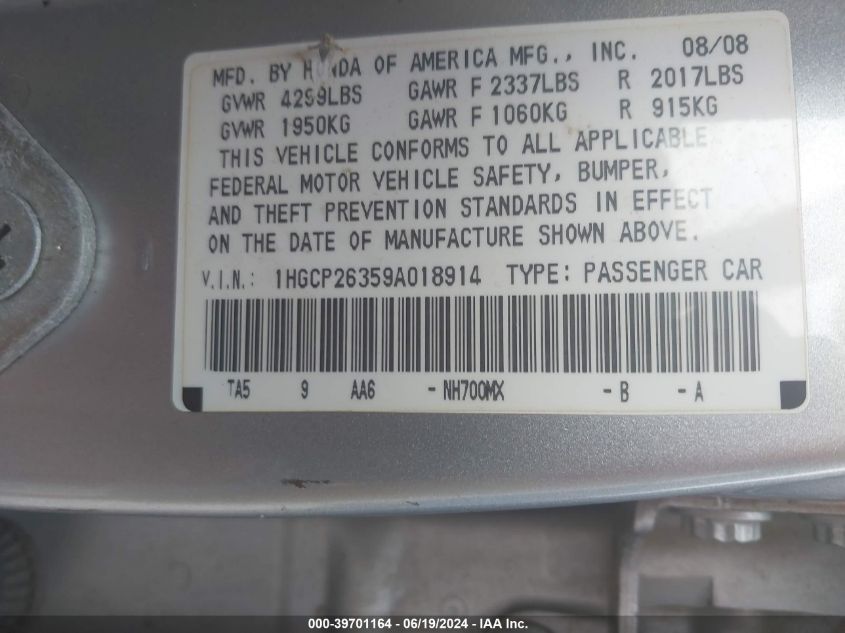 MFD. BY HONDA OF AMERICA MFG., INC. 08/08
GVWR 4299LBS GAWR F 2337LBS R 2017LBS
GVWR 1950KG GAWR F 1060KG R 915KG
THIS VEHICLE CONFORMS TO ALL APPLICABLE
FEDERAL MOTOR VEHICLE SAFETY, BUMPER,
AND THEFT PREVENTION STANDARDS IN EFFECT
ON THE DATE OF MANUFACTURE SHOWN ABOVE.
V.I.N.: 1HGCP26359A018914 TYPE: PASSENGER CAR
TA5 9 AA6 - NH700MX - B - A
000-39701164 - 06/19/2024 - IAA Inc.